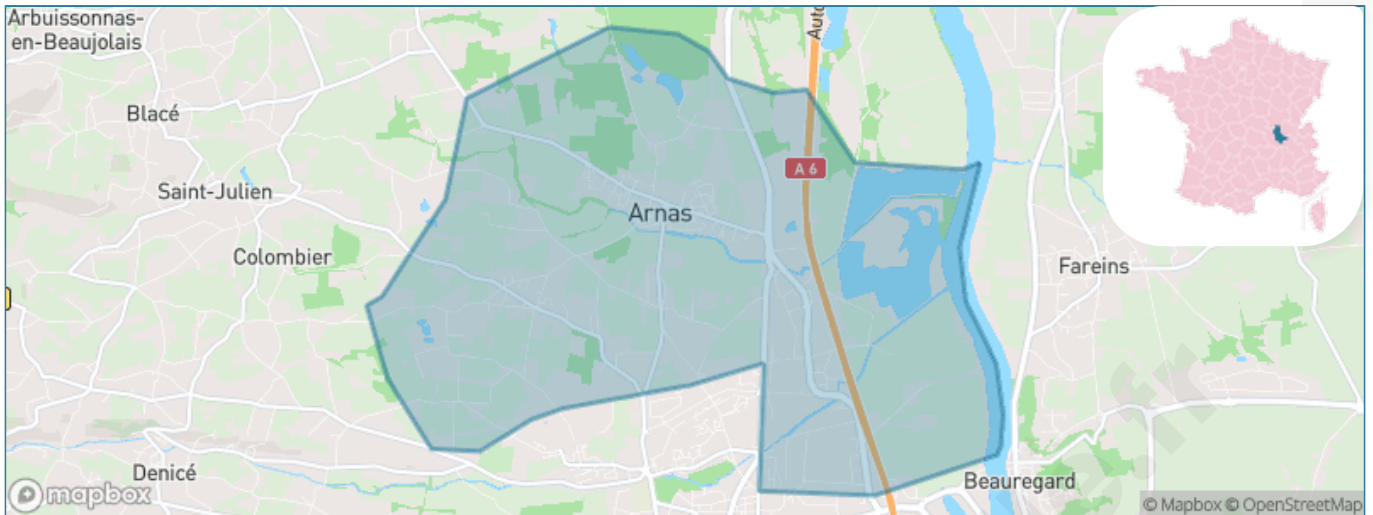 Arbuissonnas-
en-Beaujolais
Blacé
Saint-Julien
Colombier
Denicé
Arnas
A 6
Fareins
Beauregard
mapbox
© Mapbox © OpenStreetMap